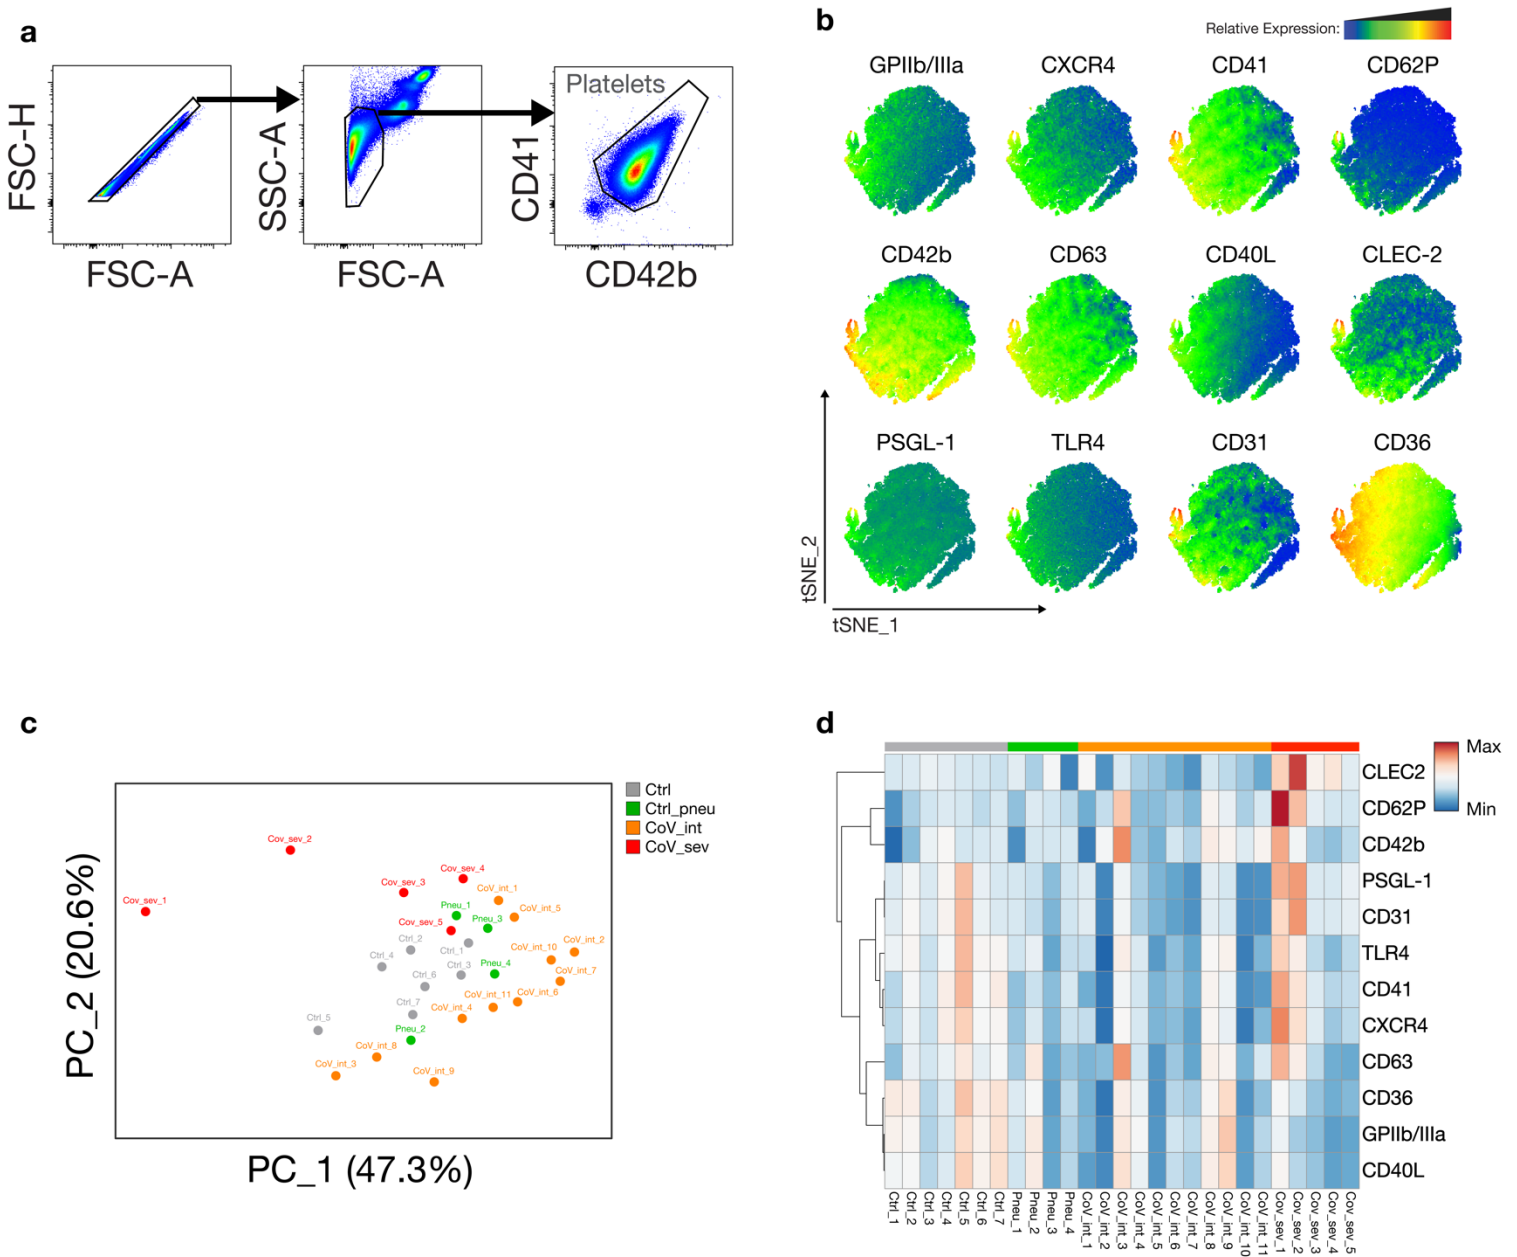 a
FSC-H
FSC-A
SSC-A
FSC-A
Platelets
CD41
CD42b
b
Relative Expression:
GPIIb/IIIa
CXCR4
CD41
CD62P
CD42b
CD63
CD40L
CLEC-2
PSGL-1
TLR4
CD31
CD36
tSNE_2
tSNE_1
c
Cov_sev_2
Cov_sev_1
Cov_sev_3
Cov_sev_4
CoV_int_1
Pneu_1
CoV_int_5
Pneu_3
Cov_sev_5
Ctrl_2
Ctrl_1
CoV_int_10
CoV_int_2
Ctrl_4
Ctrl_3
Pneu_4
CoV_int_7
Ctrl_6
CoV_int_11
CoV_int_6
Ctrl_7
CoV_int_4
Ctrl_5
Pneu_2
CoV_int_8
CoV_int_3
CoV_int_9
PC_2 (20.6%)
PC_1 (47.3%)
Ctrl
Ctrl_pneu
CoV_int
CoV_sev
d
Max
Min
CLEC2
CD62P
CD42b
PSGL-1
CD31
TLR4
CD41
CXCR4
CD63
CD36
GPIIb/IIIa
CD40L
Ctrl_1
Ctrl_2
Ctrl_3
Ctrl_4
Ctrl_5
Ctrl_6
Ctrl_7
Pneu_1
Pneu_2
Pneu_3
Pneu_4
CoV_int_1
CoV_int_2
CoV_int_3
CoV_int_4
CoV_int_5
CoV_int_6
CoV_int_7
CoV_int_8
CoV_int_9
CoV_int_10
CoV_int_11
Cov_sev_1
Cov_sev_2
Cov_sev_3
Cov_sev_4
Cov_sev_5